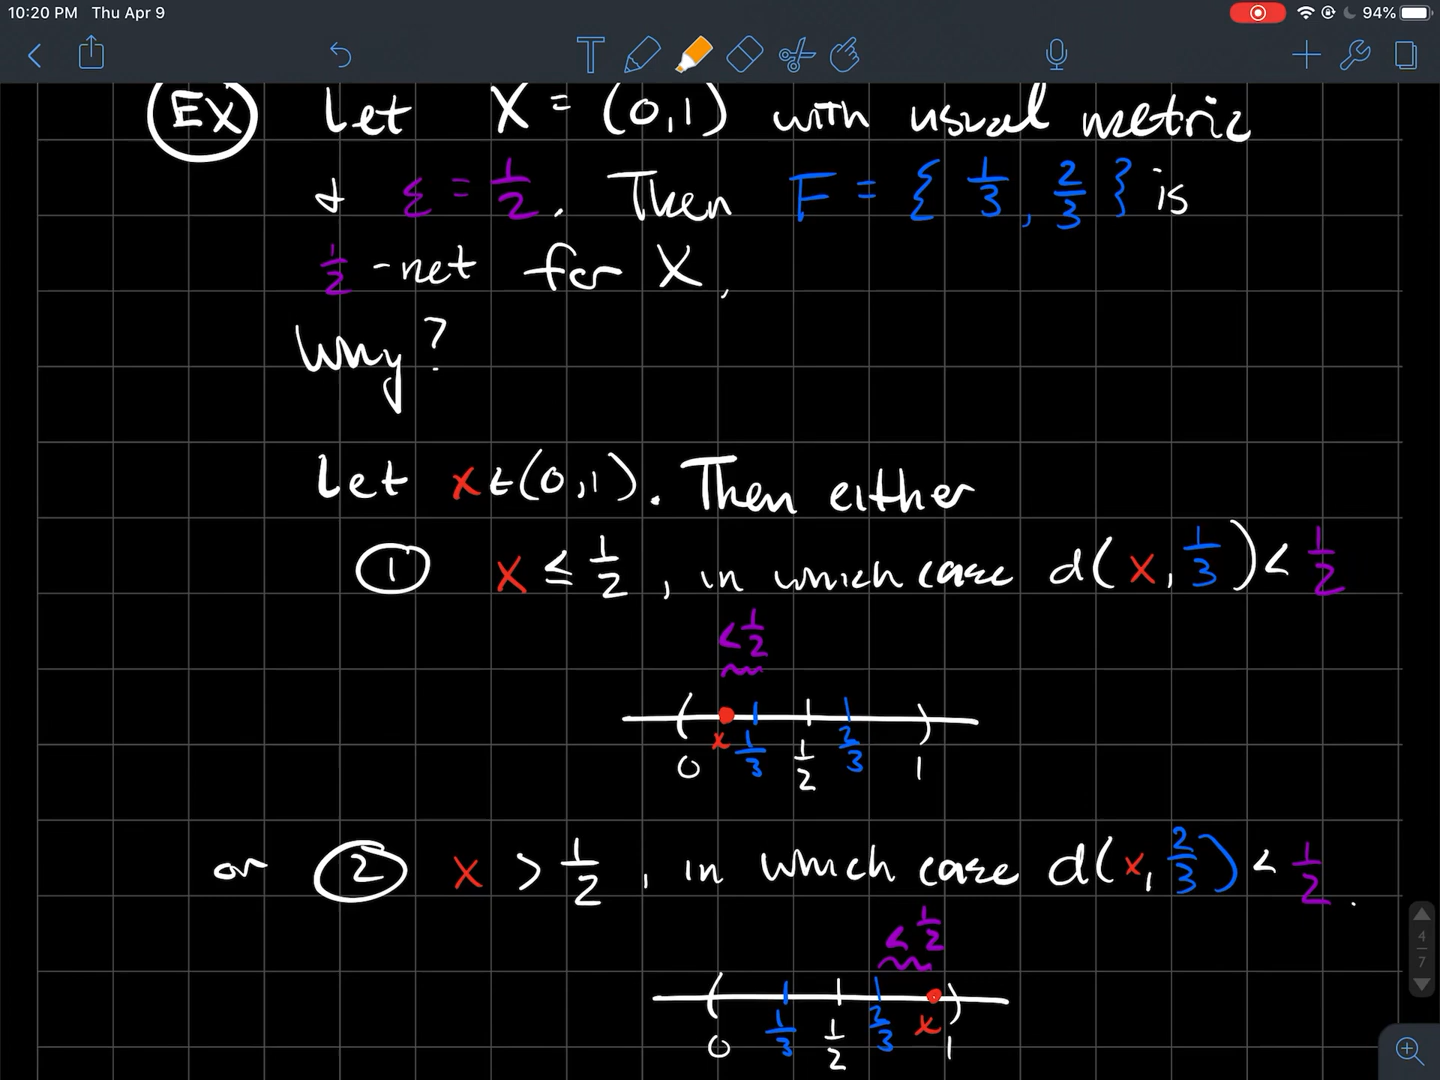 10:20 PM Thu Apr 9 94%
EX Let X = (0,1) with usual metric
& ε = 1/2. Then F = { 1/3, 2/3 } is
1/2 -net for X.
Why?
Let x ∈ (0,1). Then either
① x ≤ 1/2, in which case d(x, 1/3) < 1/2
< 1/2
x 1/3 1/2 2/3
0 1
or ② x > 1/2, in which case d(x, 2/3) < 1/2.
< 1/2
1/3 1/2 2/3 x
0 1
4
7